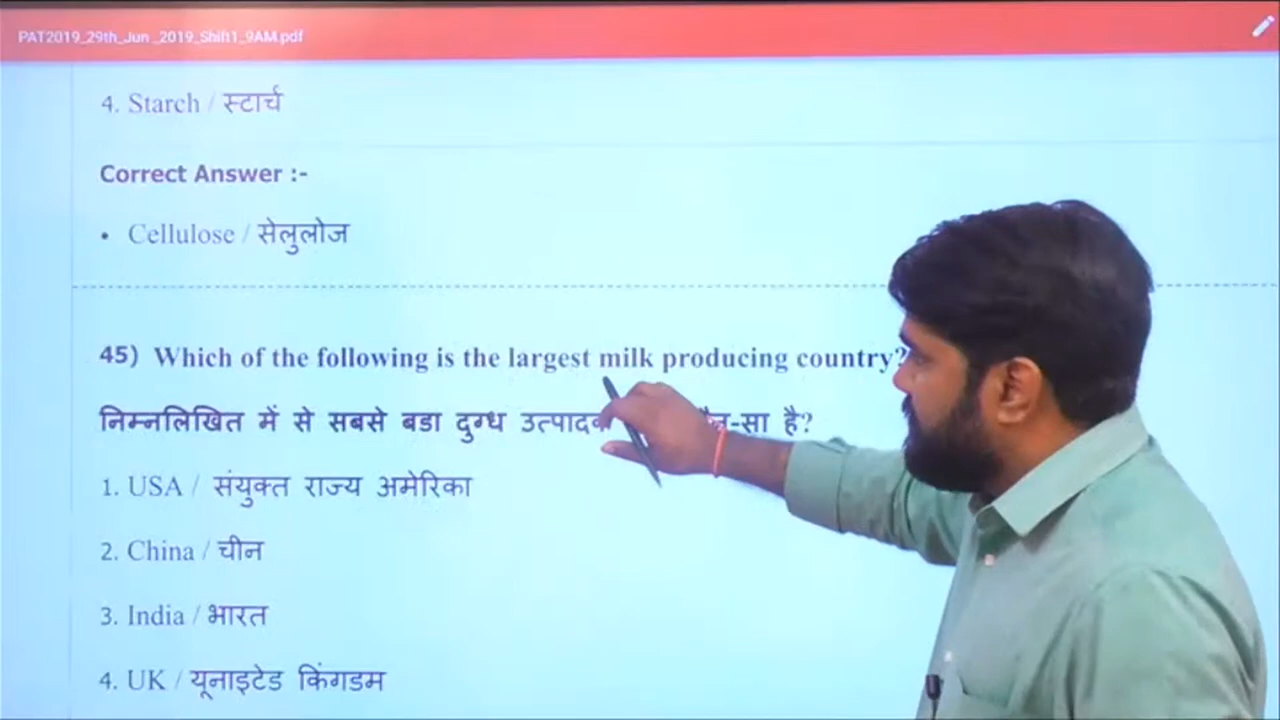 PAT2019_29th_Jun_2019_Shift1_9AM.pdf
4. Starch / स्टार्च
Correct Answer :-
• Cellulose / सेलुलोज
45) Which of the following is the largest milk producing country?
निम्नलिखित में से सबसे बडा दुग्ध उत्पादक है?
1. USA / संयुक्त राज्य अमेरिका
2. China / चीन
3. India / भारत
4. UK / यूनाइटेड किंगडम